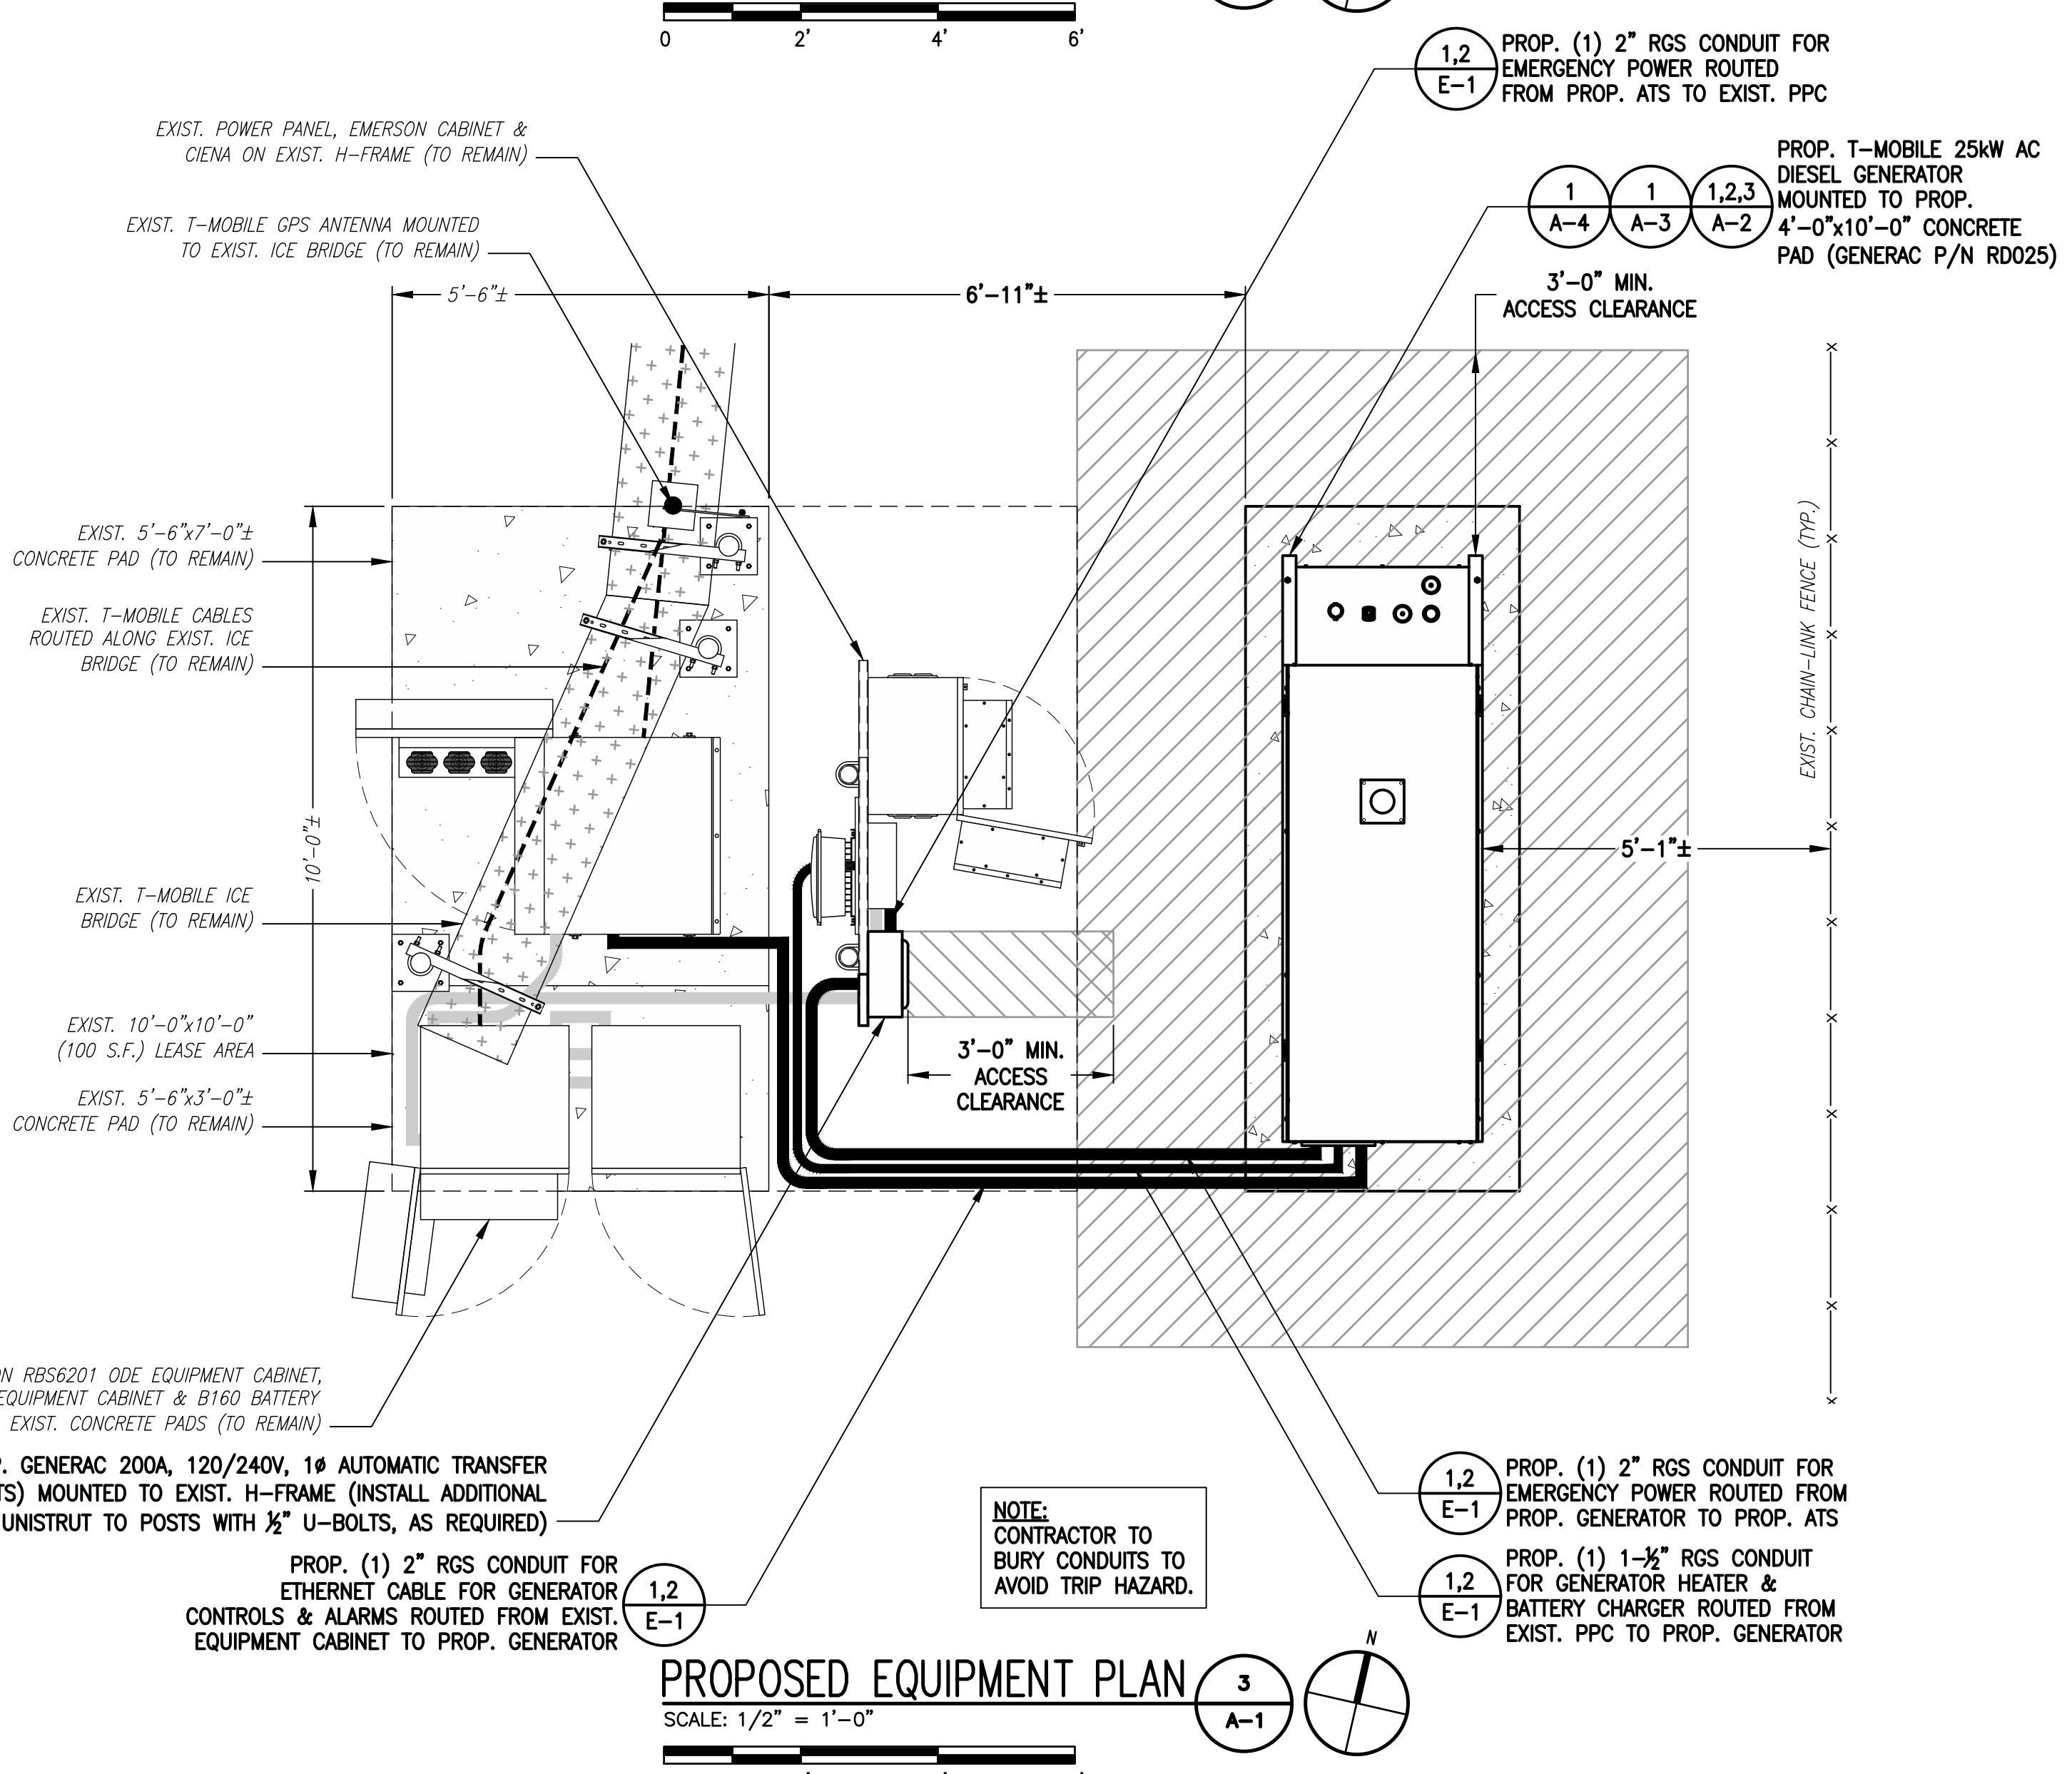 0 2' 4' 6'
1,2
E-1
PROP. (1) 2" RGS CONDUIT FOR
EMERGENCY POWER ROUTED
FROM PROP. ATS TO EXIST. PPC
EXIST. POWER PANEL, EMERSON CABINET &
CIENA ON EXIST. H-FRAME (TO REMAIN)
1
A-4
1
A-3
1,2,3
A-2
PROP. T-MOBILE 25kW AC
DIESEL GENERATOR
MOUNTED TO PROP.
4'-0"x10'-0" CONCRETE
PAD (GENERAC P/N RD025)
EXIST. T-MOBILE GPS ANTENNA MOUNTED
TO EXIST. ICE BRIDGE (TO REMAIN)
5'-6"±
6'-11"±
3'-0" MIN.
ACCESS CLEARANCE
EXIST. 5'-6"x7'-0"±
CONCRETE PAD (TO REMAIN)
EXIST. T-MOBILE CABLES
ROUTED ALONG EXIST. ICE
BRIDGE (TO REMAIN)
10'-0"±
EXIST. CHAIN-LINK FENCE (TYP.)
5'-1"±
EXIST. T-MOBILE ICE
BRIDGE (TO REMAIN)
EXIST. 10'-0"x10'-0"
(100 S.F.) LEASE AREA
EXIST. 5'-6"x3'-0"±
CONCRETE PAD (TO REMAIN)
3'-0" MIN.
ACCESS
CLEARANCE
RBS6201 ODE EQUIPMENT CABINET,
EQUIPMENT CABINET & B160 BATTERY
EXIST. CONCRETE PADS (TO REMAIN)
GENERAC 200A, 120/240V, 1ø AUTOMATIC TRANSFER
MOUNTED TO EXIST. H-FRAME (INSTALL ADDITIONAL
UNISTRUT TO POSTS WITH ½" U-BOLTS, AS REQUIRED)
PROP. (1) 2" RGS CONDUIT FOR
ETHERNET CABLE FOR GENERATOR
CONTROLS & ALARMS ROUTED FROM EXIST.
EQUIPMENT CABINET TO PROP. GENERATOR
1,2
E-1
NOTE:
CONTRACTOR TO
BURY CONDUITS TO
AVOID TRIP HAZARD.
1,2
E-1
PROP. (1) 2" RGS CONDUIT FOR
EMERGENCY POWER ROUTED FROM
PROP. GENERATOR TO PROP. ATS
1,2
E-1
PROP. (1) 1-½" RGS CONDUIT
FOR GENERATOR HEATER &
BATTERY CHARGER ROUTED FROM
EXIST. PPC TO PROP. GENERATOR
PROPOSED EQUIPMENT PLAN
SCALE: 1/2" = 1'-0"
3
A-1
N